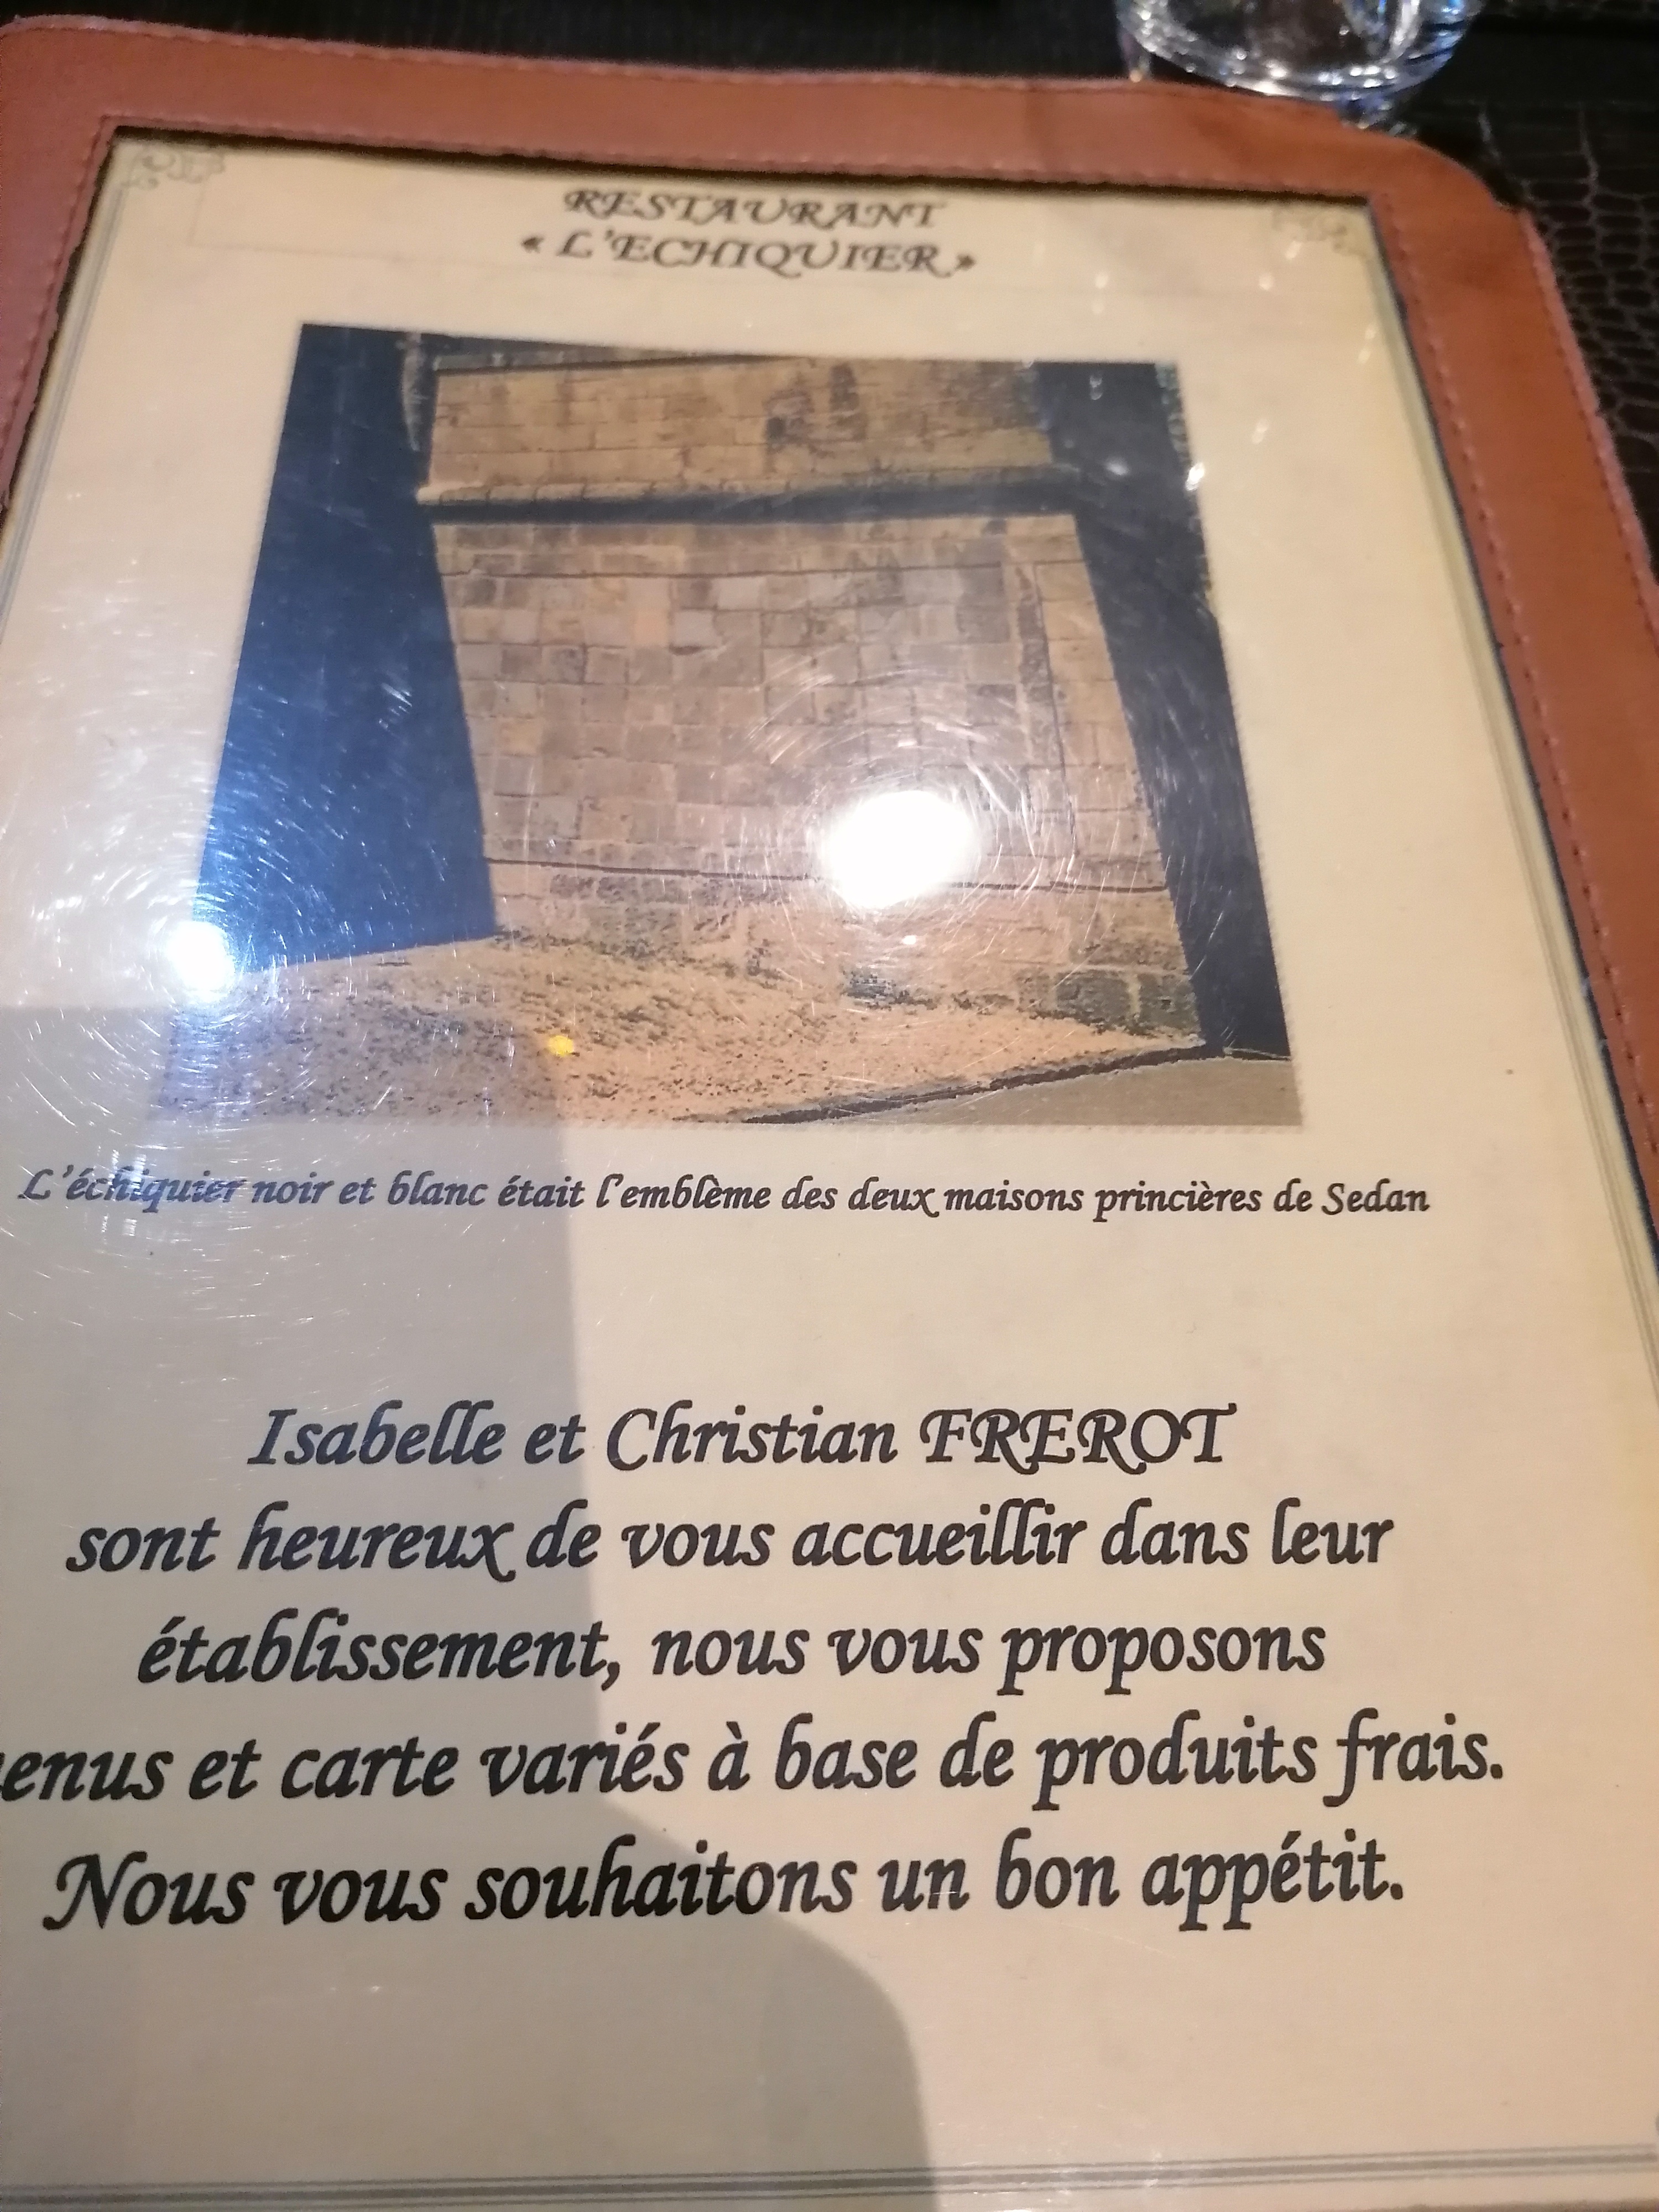 RESTAURANT
« L'ECHIQUIER »
L'échiquier noir et blanc était l'emblème des deux maisons princières de Sedan
Isabelle et Christian FREROT
sont heureux de vous accueillir dans leur
établissement, nous vous proposons
enus et carte variés à base de produits frais.
Nous vous souhaitons un bon appétit.